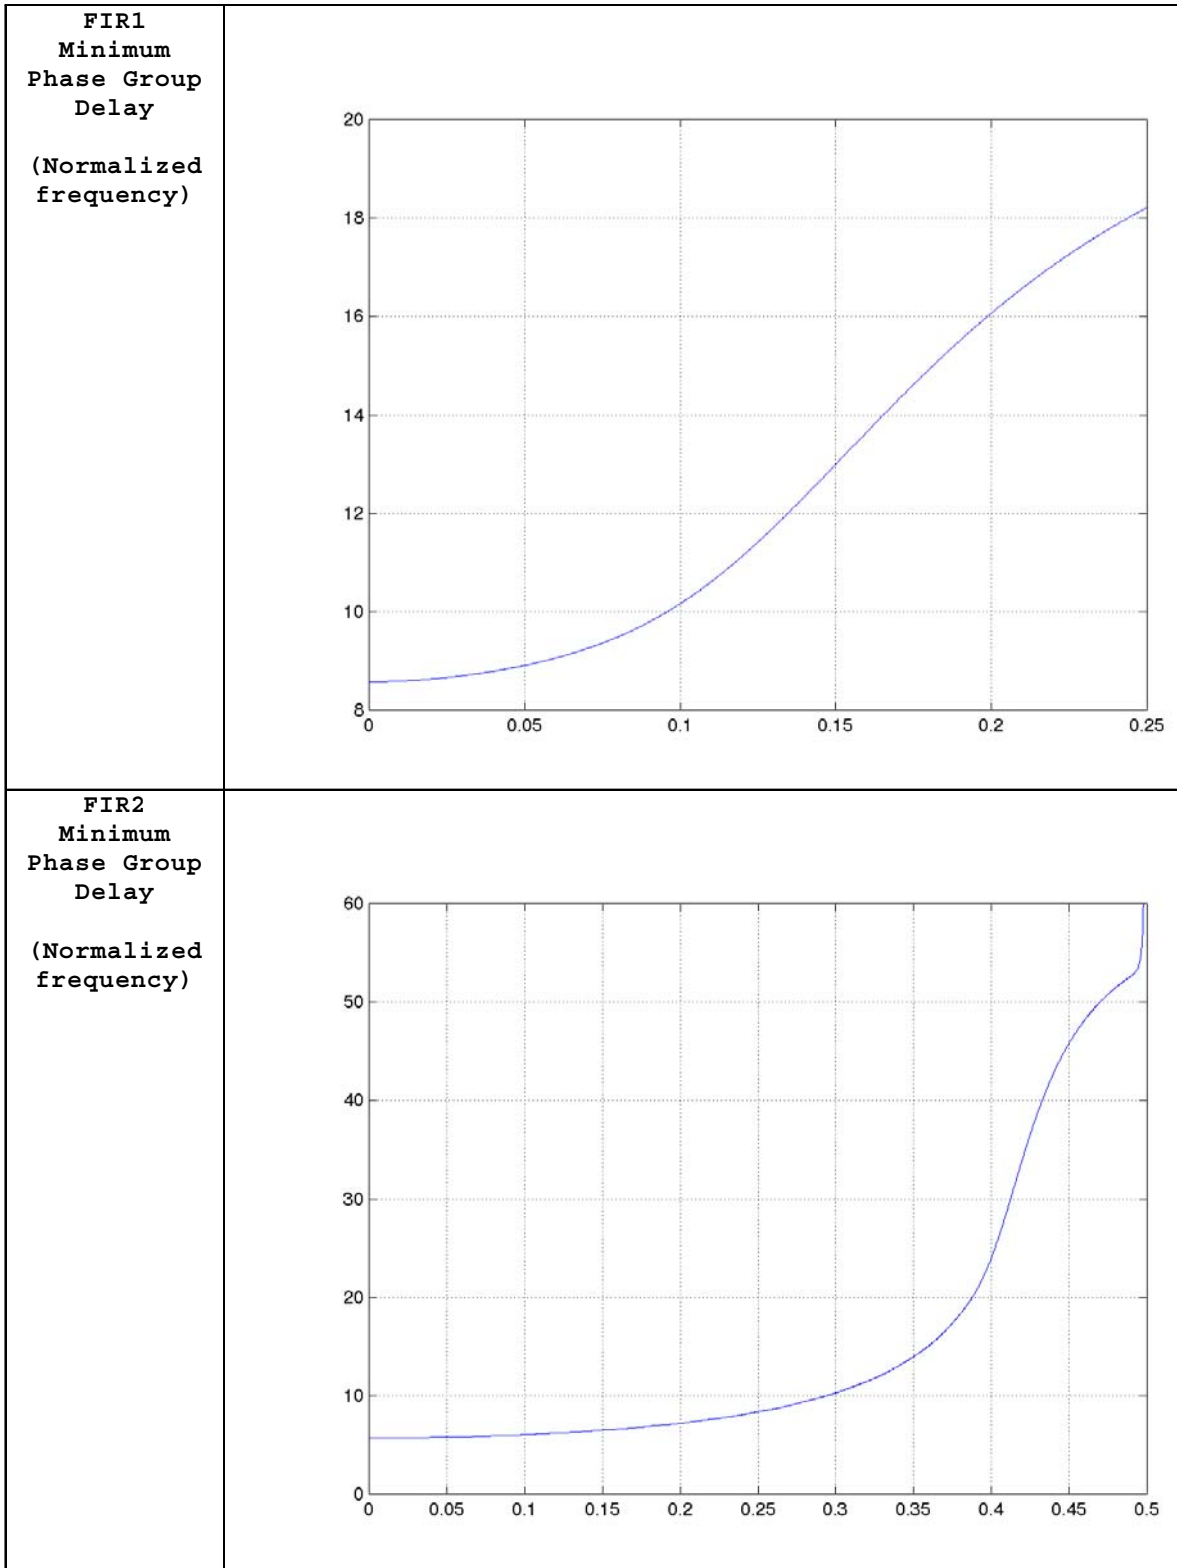 FIR1
Minimum
Phase Group
Delay
(Normalized
frequency)
20
18
16
14
12
10
8
0 0.05 0.1 0.15 0.2 0.25
FIR2
Minimum
Phase Group
Delay
(Normalized
frequency)
60
50
40
30
20
10
0
0 0.05 0.1 0.15 0.2 0.25 0.3 0.35 0.4 0.45 0.5